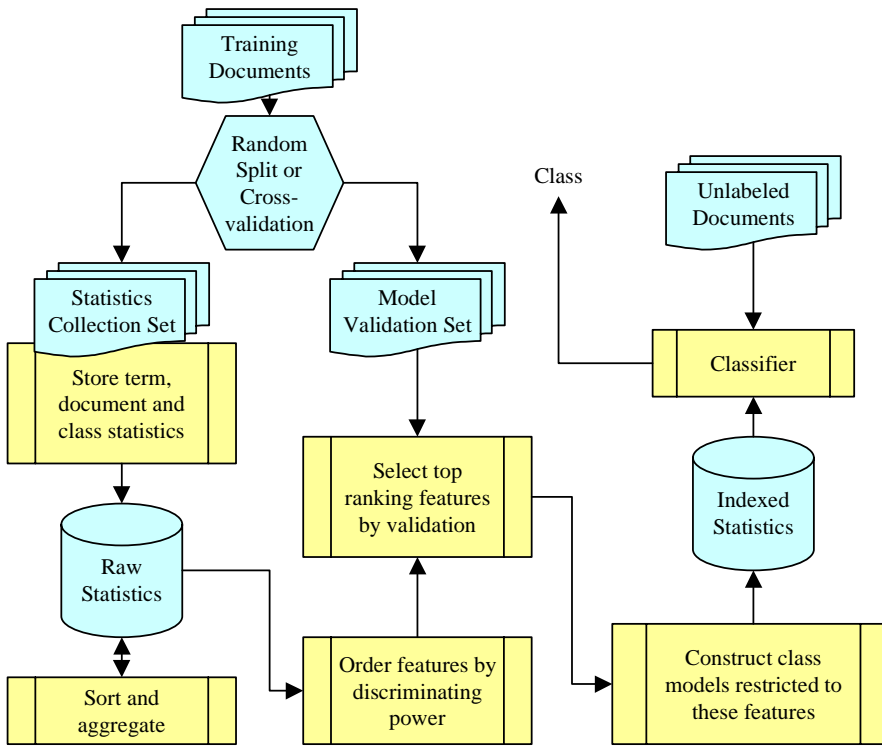 Training
Documents
Random
Split or
Cross-
validation
Class
Unlabeled
Documents
Statistics
Collection Set
Model
Validation Set
Store term,
document and
class statistics
Classifier
Select top
ranking features
by validation
Indexed
Statistics
Raw
Statistics
Order features by
discriminating
power
Construct class
models restricted to
these features
Sort and
aggregate